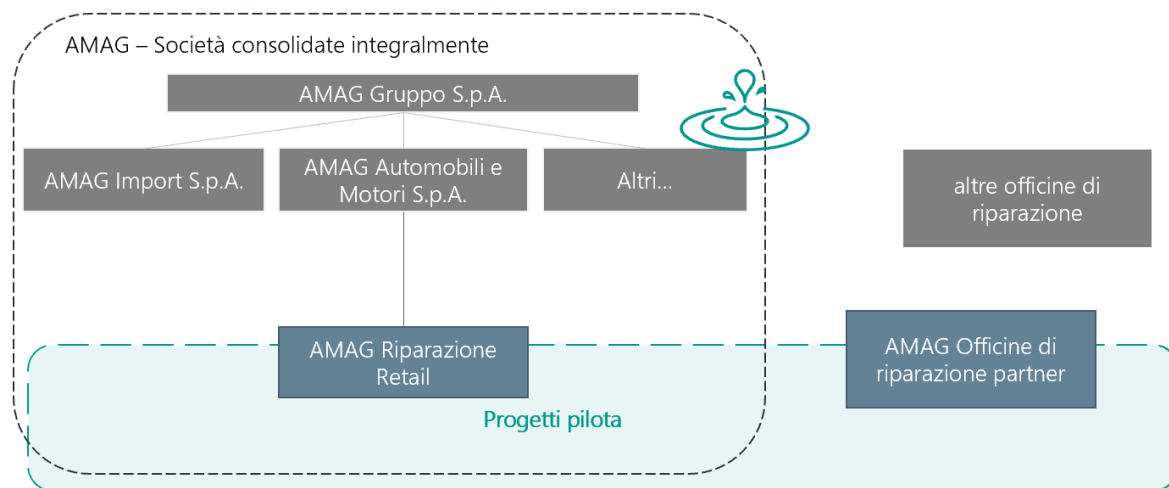 AMAG – Società consolidate integralmente
AMAG Gruppo S.p.A.
AMAG Import S.p.A.
AMAG Automobili e
Motori S.p.A.
Altri...
altre officine di
riparazione
AMAG Riparazione
Retail
AMAG Officine di
riparazione partner
Progetti pilota